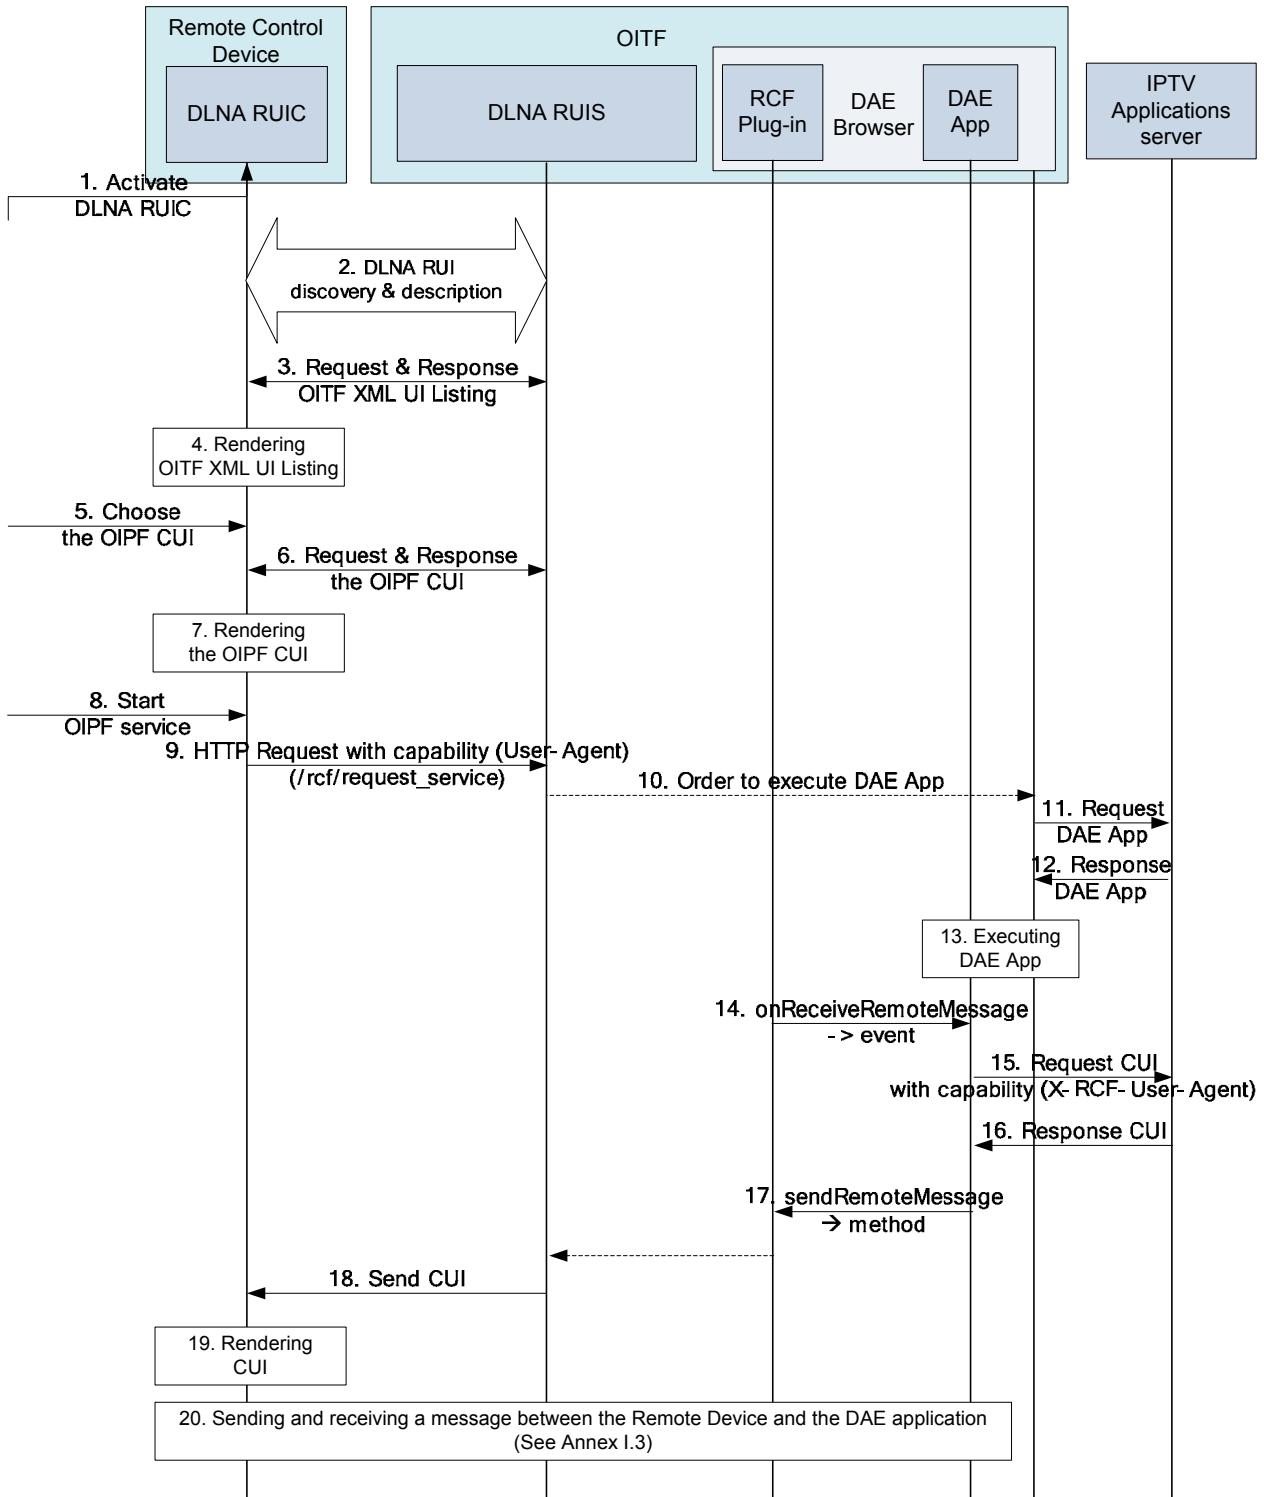 Remote Control
Device
DLNA RUIC
OITF
DLNA RUIS
RCF
Plug-in
DAE
Browser
DAE
App
IPTV
Applications
server
1. Activate
DLNA RUIC
2. DLNA RUI
discovery & description
3. Request & Response
OITF XML UI Listing
4. Rendering
OITF XML UI Listing
5. Choose
the OIPF CUI
6. Request & Response
the OIPF CUI
7. Rendering
the OIPF CUI
8. Start
OIPF service
9. HTTP Request with capability (User-Agent)
(/rcf/request_service)
10. Order to execute DAE App
11. Request
DAE App
12. Response
DAE App
13. Executing
DAE App
14. onReceiveRemoteMessage
-> event
15. Request CUI
with capability (X-RCF-User-Agent)
16. Response CUI
17. sendRemoteMessage
→ method
18. Send CUI
19. Rendering
CUI
20. Sending and receiving a message between the Remote Device and the DAE application
(See Annex I.3)